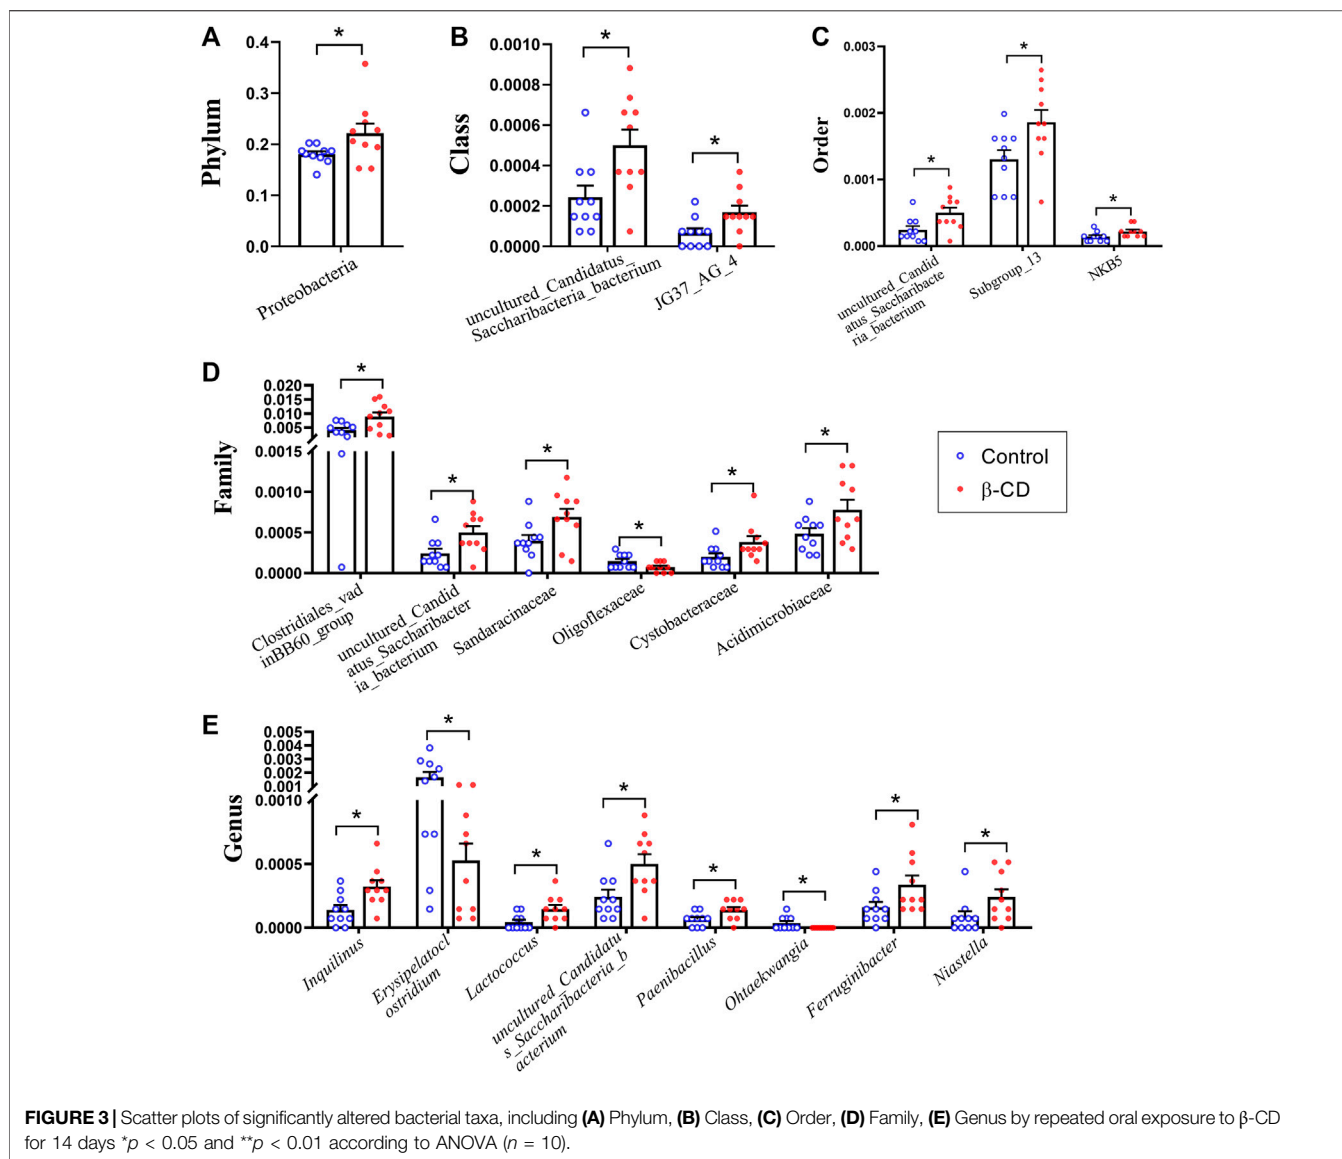 A
*
0.4
0.3
0.2
0.1
0.0
Phylum
Proteobacteria
B
*
*
0.0010
0.0008
0.0006
0.0004
0.0002
0.0000
Class
uncultured_Candidatus_
Saccharibacteria_bacterium
JG37_AG_4
C
*
*
*
0.003
0.002
0.001
0.000
Order
uncultured_Candid
atus_Saccharibacte
ria_bacterium
Subgroup_13
NKB5
D
*
*
*
*
*
*
0.020
0.015
0.010
0.005
0.0015
0.0010
0.0005
0.0000
Family
Clostridiales_vad
inBB60_group
uncultured_Candid
atus_Saccharibacter
ia_bacterium
Sandaracinaceae
Oligoflexaceae
Cystobacteraceae
Acidimicrobiaceae
Control
β-CD
E
*
*
*
*
*
*
*
*
0.005
0.004
0.003
0.002
0.001
0.0010
0.0005
0.0000
Genus
Inquilinus
Erysipelatocl
ostridium
Lactococcus
uncultured_Candidatu
s_Saccharibacteria_b
acterium
Paenibacillus
Ohtaekwangia
Ferruginibacter
Niastella
FIGURE 3 | Scatter plots of significantly altered bacterial taxa, including (A) Phylum, (B) Class, (C) Order, (D) Family, (E) Genus by repeated oral exposure to β-CD
for 14 days *p < 0.05 and **p < 0.01 according to ANOVA (n = 10).